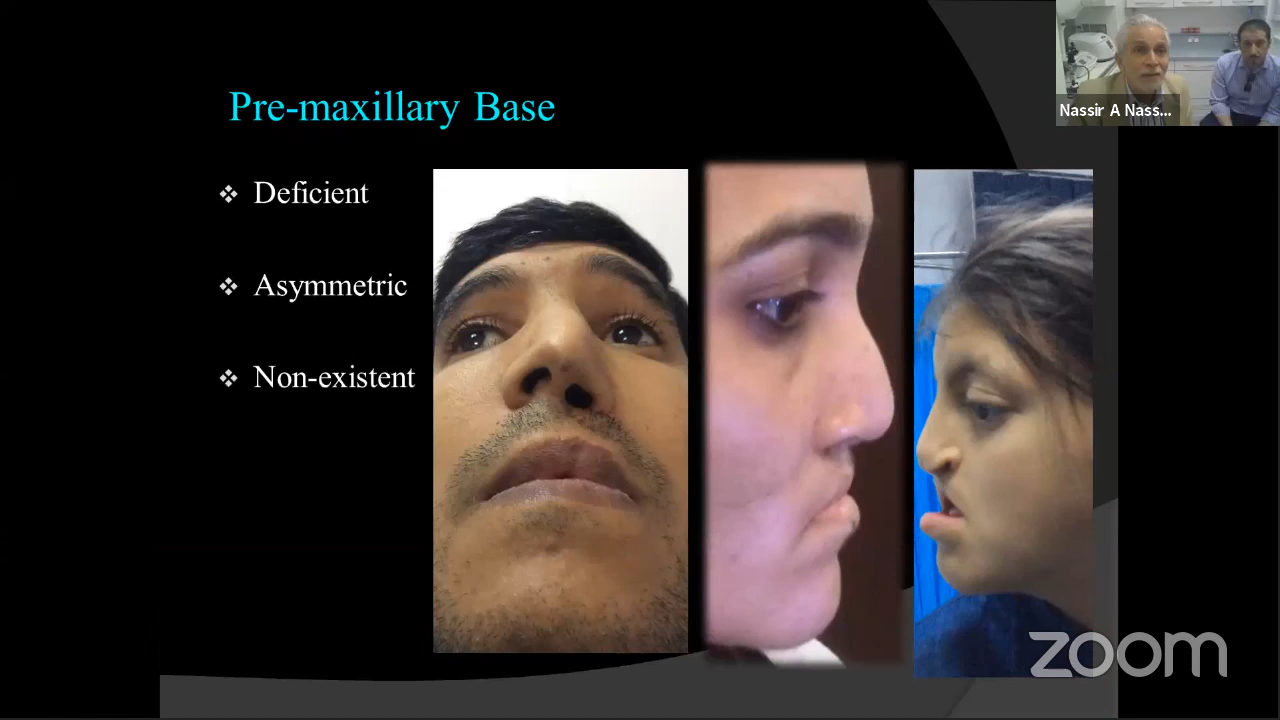 Nassir A Nass...
Pre-maxillary Base
❖ Deficient
❖ Asymmetric
❖ Non-existent
zoom